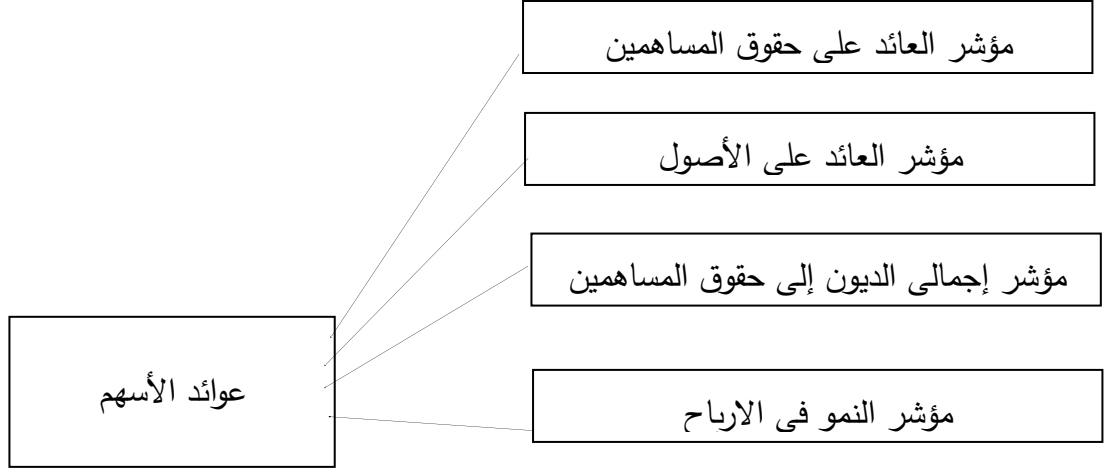 مؤشر العائد على حقوق المساهمين
مؤشر العائد على الأصول
مؤشر إجمالى الديون إلى حقوق المساهمين
عوائد الأسهم
مؤشر النمو فى الارباح